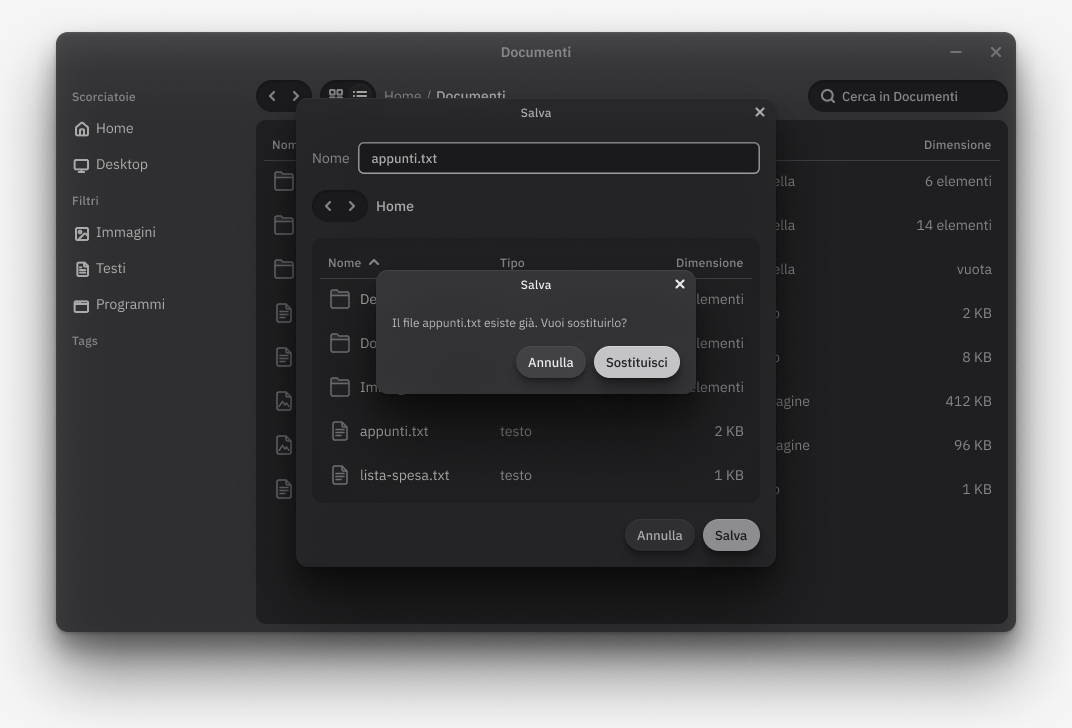 Documenti
Scorciatoie
Home
Desktop
Filtri
Immagini
Testi
Programmi
Tags
Home / Documenti
Cerca in Documenti
Dimensione
6 elementi
14 elementi
vuota
2 KB
8 KB
412 KB
96 KB
1 KB
Salva
Nome appunti.txt
Home
Nome Tipo Dimensione
appunti.txt testo 2 KB
lista-spesa.txt testo 1 KB
Annulla Salva
Salva
Il file appunti.txt esiste già. Vuoi sostituirlo?
Annulla Sostituisci